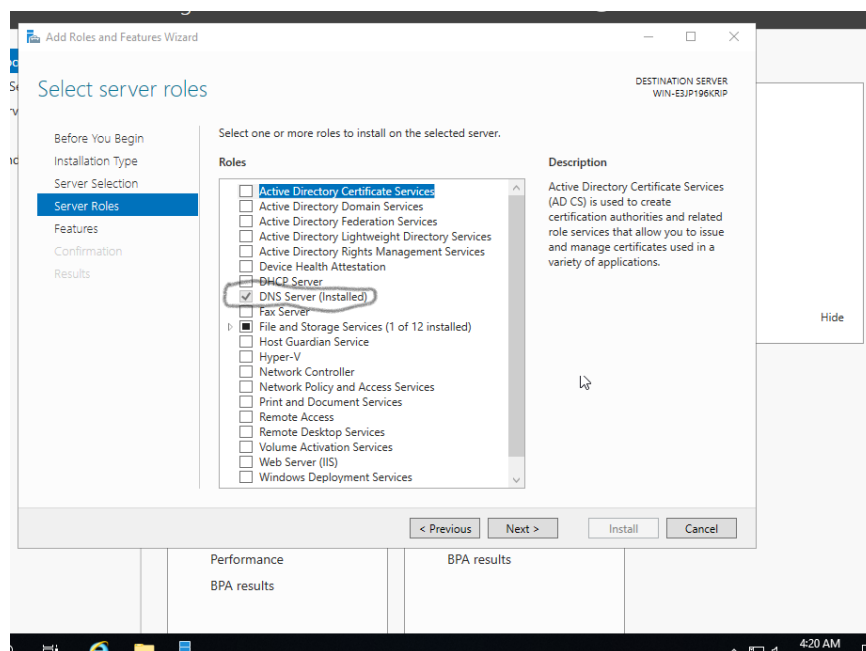 Add Roles and Features Wizard
Select server roles
DESTINATION SERVER
WIN-E3JP196KRJP
Before You Begin
Installation Type
Server Selection
Server Roles
Features
Confirmation
Results
Select one or more roles to install on the selected server.
Roles
Active Directory Certificate Services
Active Directory Domain Services
Active Directory Federation Services
Active Directory Lightweight Directory Services
Active Directory Rights Management Services
Device Health Attestation
DHCP Server
DNS Server (Installed)
Fax Server
File and Storage Services (1 of 12 installed)
Host Guardian Service
Hyper-V
Network Controller
Network Policy and Access Services
Print and Document Services
Remote Access
Remote Desktop Services
Volume Activation Services
Web Server (IIS)
Windows Deployment Services
Description
Active Directory Certificate Services
(AD CS) is used to create
certification authorities and related
role services that allow you to issue
and manage certificates used in a
variety of applications.
Hide
< Previous
Next >
Install
Cancel
Performance
BPA results
BPA results
4:20 AM